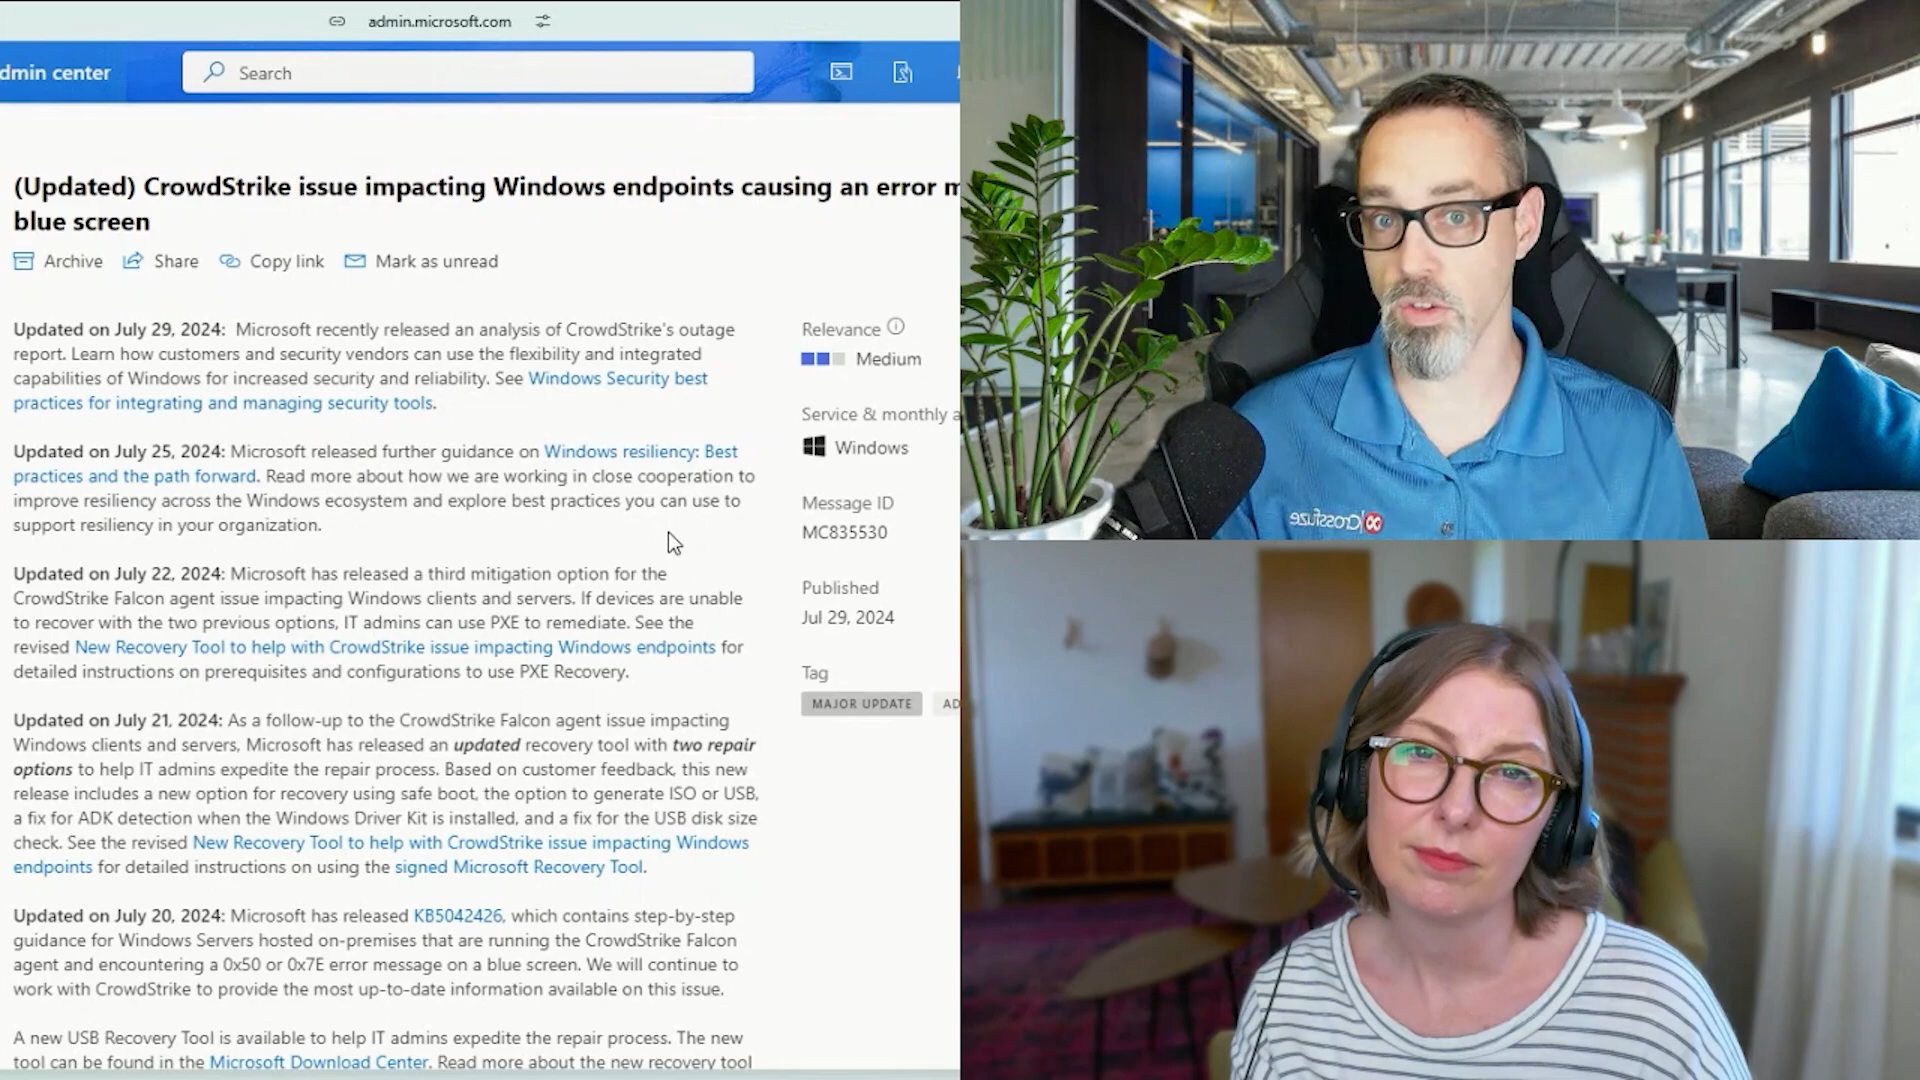 admin.microsoft.com
dmin center
Search
(Updated) CrowdStrike issue impacting Windows endpoints causing an error m
blue screen
Archive Share Copy link Mark as unread
Updated on July 29, 2024: Microsoft recently released an analysis of CrowdStrike's outage
report. Learn how customers and security vendors can use the flexibility and integrated
capabilities of Windows for increased security and reliability. See Windows Security best
practices for integrating and managing security tools.
Updated on July 25, 2024: Microsoft released further guidance on Windows resiliency: Best
practices and the path forward. Read more about how we are working in close cooperation to
improve resiliency across the Windows ecosystem and explore best practices you can use to
support resiliency in your organization.
Updated on July 22, 2024: Microsoft has released a third mitigation option for the
CrowdStrike Falcon agent issue impacting Windows clients and servers. If devices are unable
to recover with the two previous options, IT admins can use PXE to remediate. See the
revised New Recovery Tool to help with CrowdStrike issue impacting Windows endpoints for
detailed instructions on prerequisites and configurations to use PXE Recovery.
Updated on July 21, 2024: As a follow-up to the CrowdStrike Falcon agent issue impacting
Windows clients and servers, Microsoft has released an updated recovery tool with two repair
options to help IT admins expedite the repair process. Based on customer feedback, this new
release includes a new option for recovery using safe boot, the option to generate ISO or USB,
a fix for ADK detection when the Windows Driver Kit is installed, and a fix for the USB disk size
check. See the revised New Recovery Tool to help with CrowdStrike issue impacting Windows
endpoints for detailed instructions on using the signed Microsoft Recovery Tool.
Updated on July 20, 2024: Microsoft has released KB5042426, which contains step-by-step
guidance for Windows Servers hosted on-premises that are running the CrowdStrike Falcon
agent and encountering a 0x50 or 0x7E error message on a blue screen. We will continue to
work with CrowdStrike to provide the most up-to-date information available on this issue.
A new USB Recovery Tool is available to help IT admins expedite the repair process. The new
tool can be found in the Microsoft Download Center. Read more about the new recovery tool
Relevance
Medium
Service & monthly a
Windows
Message ID
MC835530
Published
Jul 29, 2024
Tag
MAJOR UPDATE AD
Crossfuze